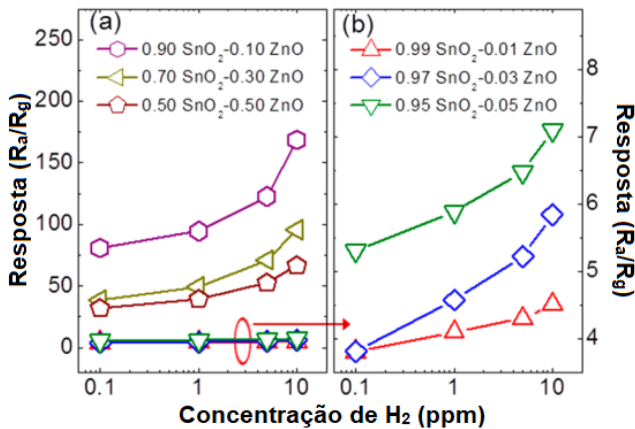 (a)
0.90 SnO2-0.10 ZnO
0.70 SnO2-0.30 ZnO
0.50 SnO2-0.50 ZnO
Resposta (Ra/Rg)
250
200
150
100
50
0
0.1
1
10
(b)
0.99 SnO2-0.01 ZnO
0.97 SnO2-0.03 ZnO
0.95 SnO2-0.05 ZnO
8
7
6
5
4
Resposta (Ra/Rg)
0.1
1
10
Concentração de H2 (ppm)